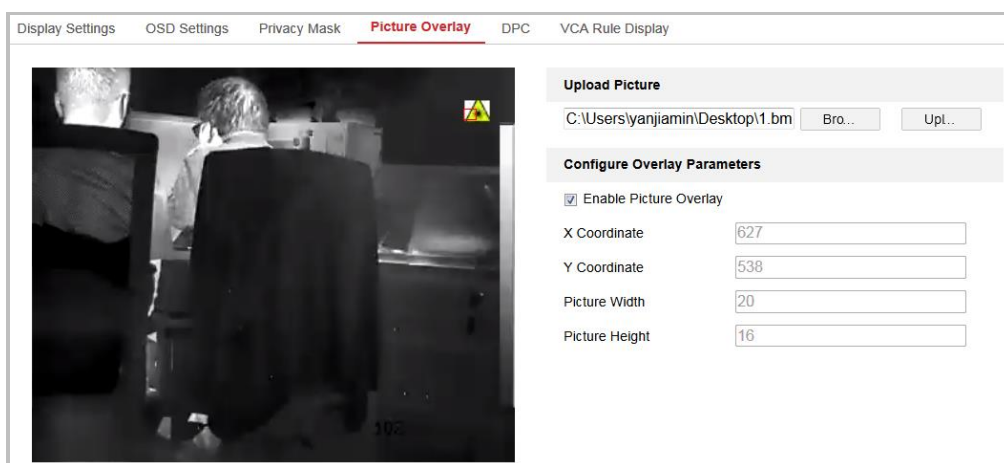 Display Settings OSD Settings Privacy Mask Picture Overlay DPC VCA Rule Display
Upload Picture
C:\Users\yanjiamin\Desktop\1.bm Bro... Upl...
Configure Overlay Parameters
Enable Picture Overlay
X Coordinate 627
Y Coordinate 538
Picture Width 20
Picture Height 16
102